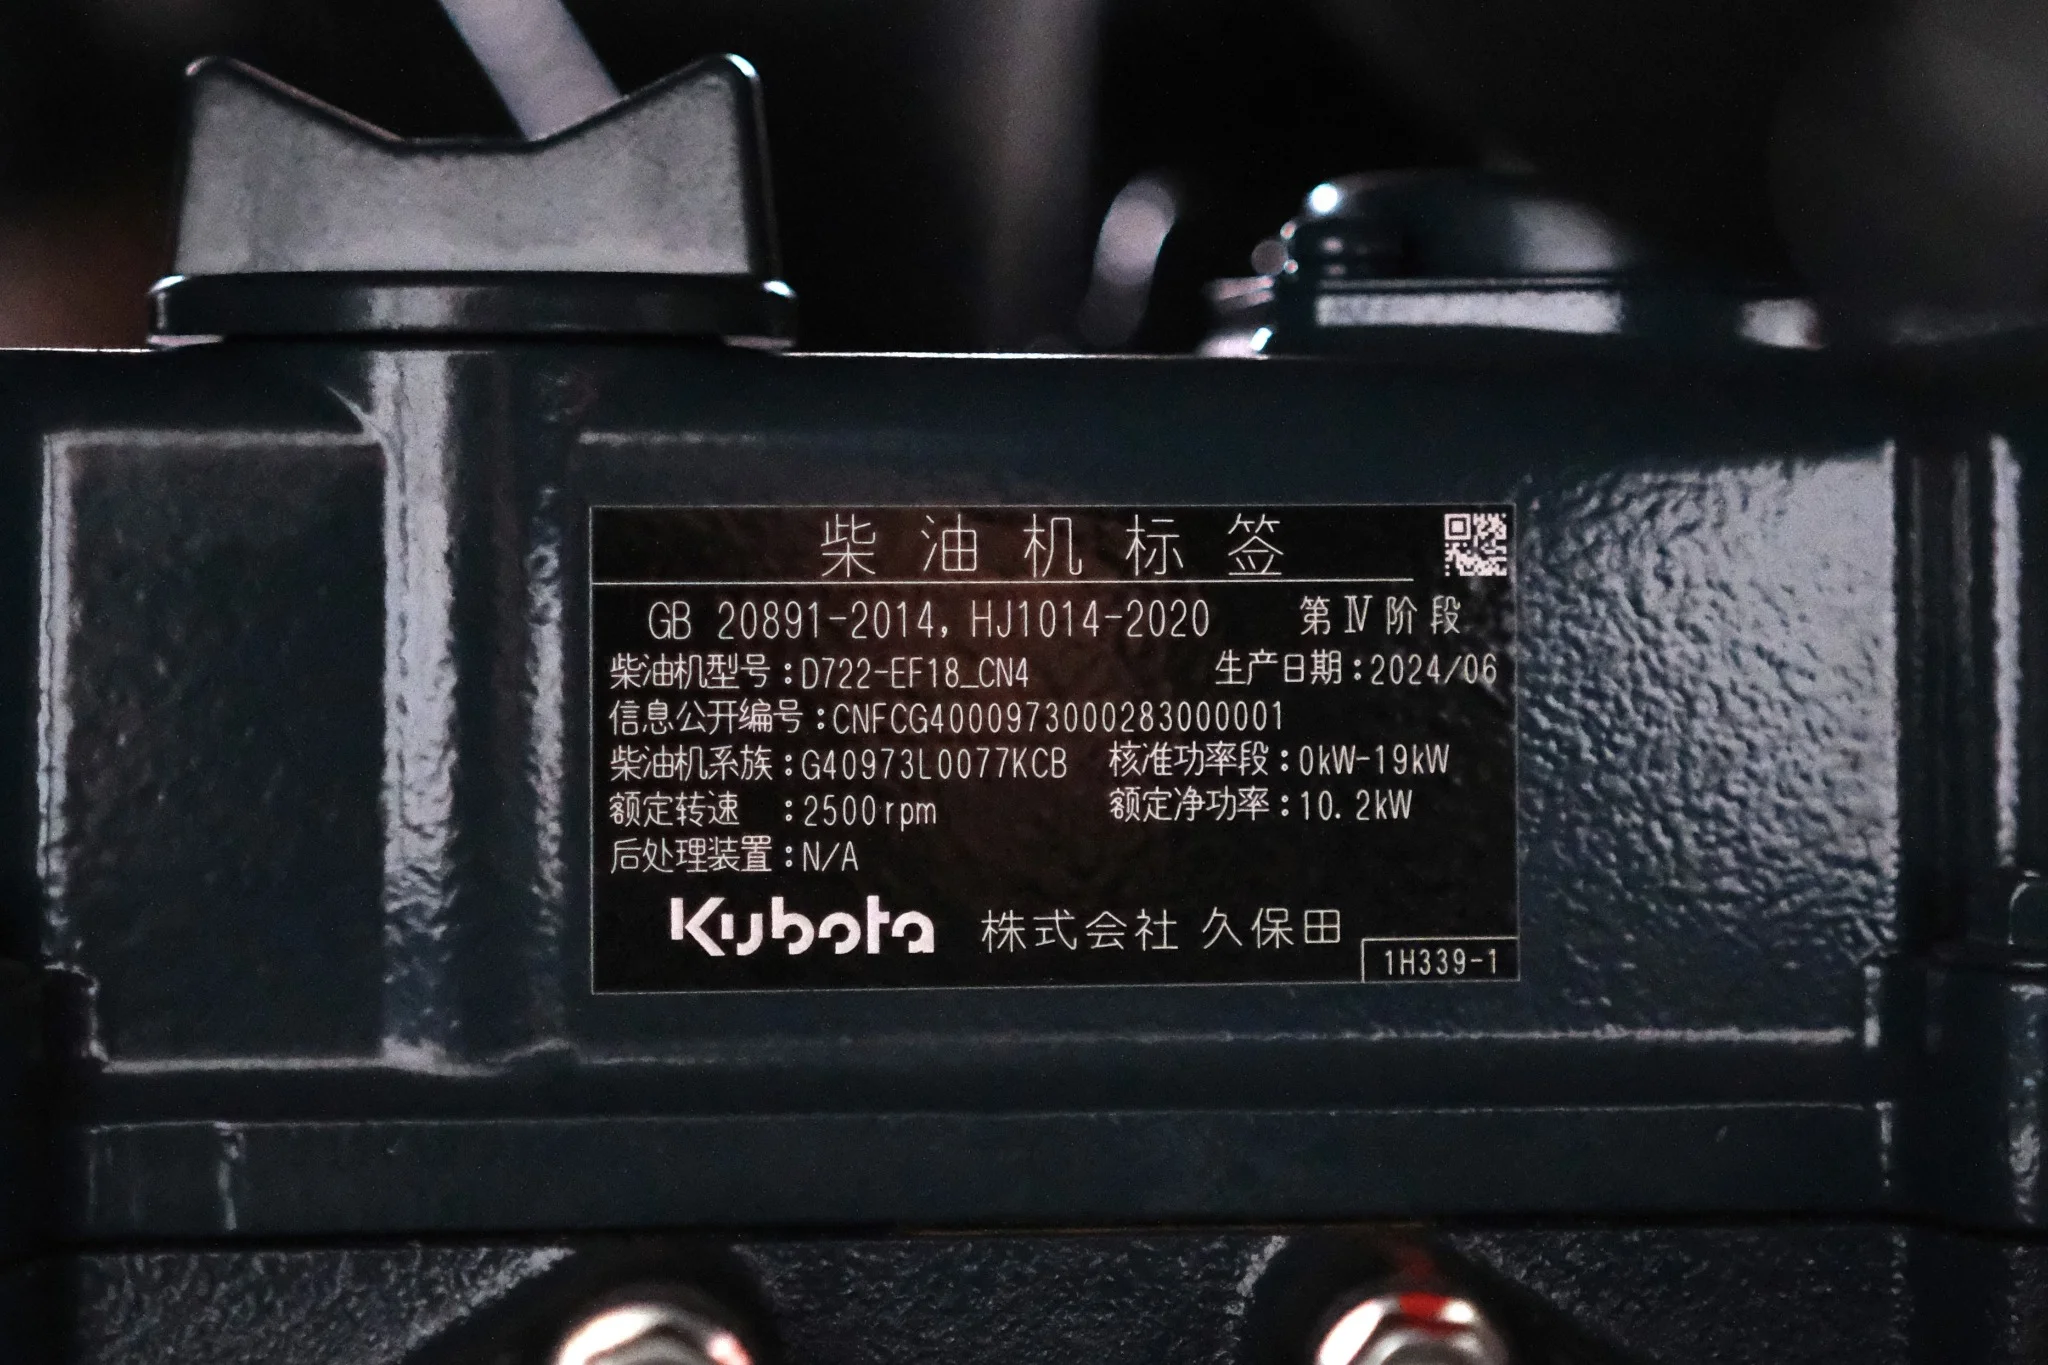 柴油机标签
GB 20891-2014, HJ1014-2020 第Ⅳ阶段
柴油机型号:D722-EF18_CN4 生产日期:2024/06
信息公开编号:CNFCG4000973000283000001
柴油机系族:G40973L0077KCB 核准功率段:0kW-19kW
额定转速 :2500rpm 额定净功率:10.2kW
后处理装置:N/A
Kubota 株式会社 久保田
1H339-1